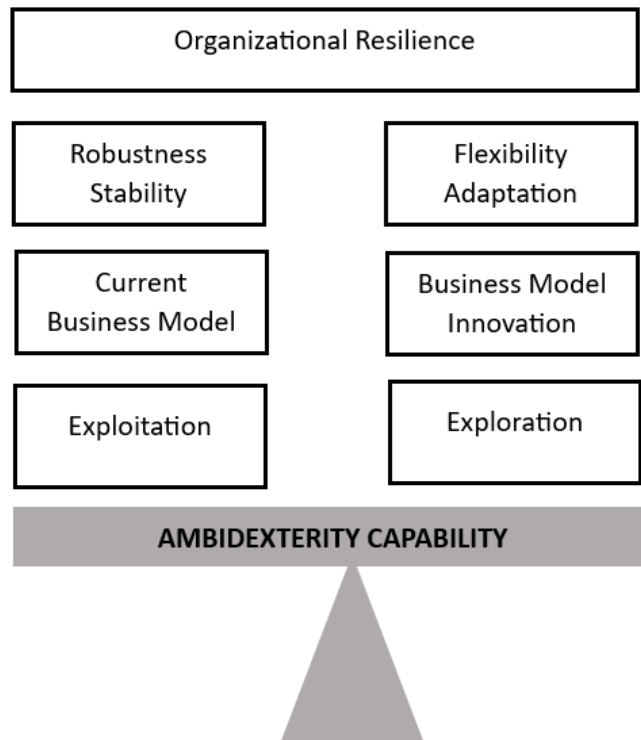 Organizational Resilience
Robustness
Stability
Flexibility
Adaptation
Current
Business Model
Business Model
Innovation
Exploitation
Exploration
AMBIDEXTERITY CAPABILITY